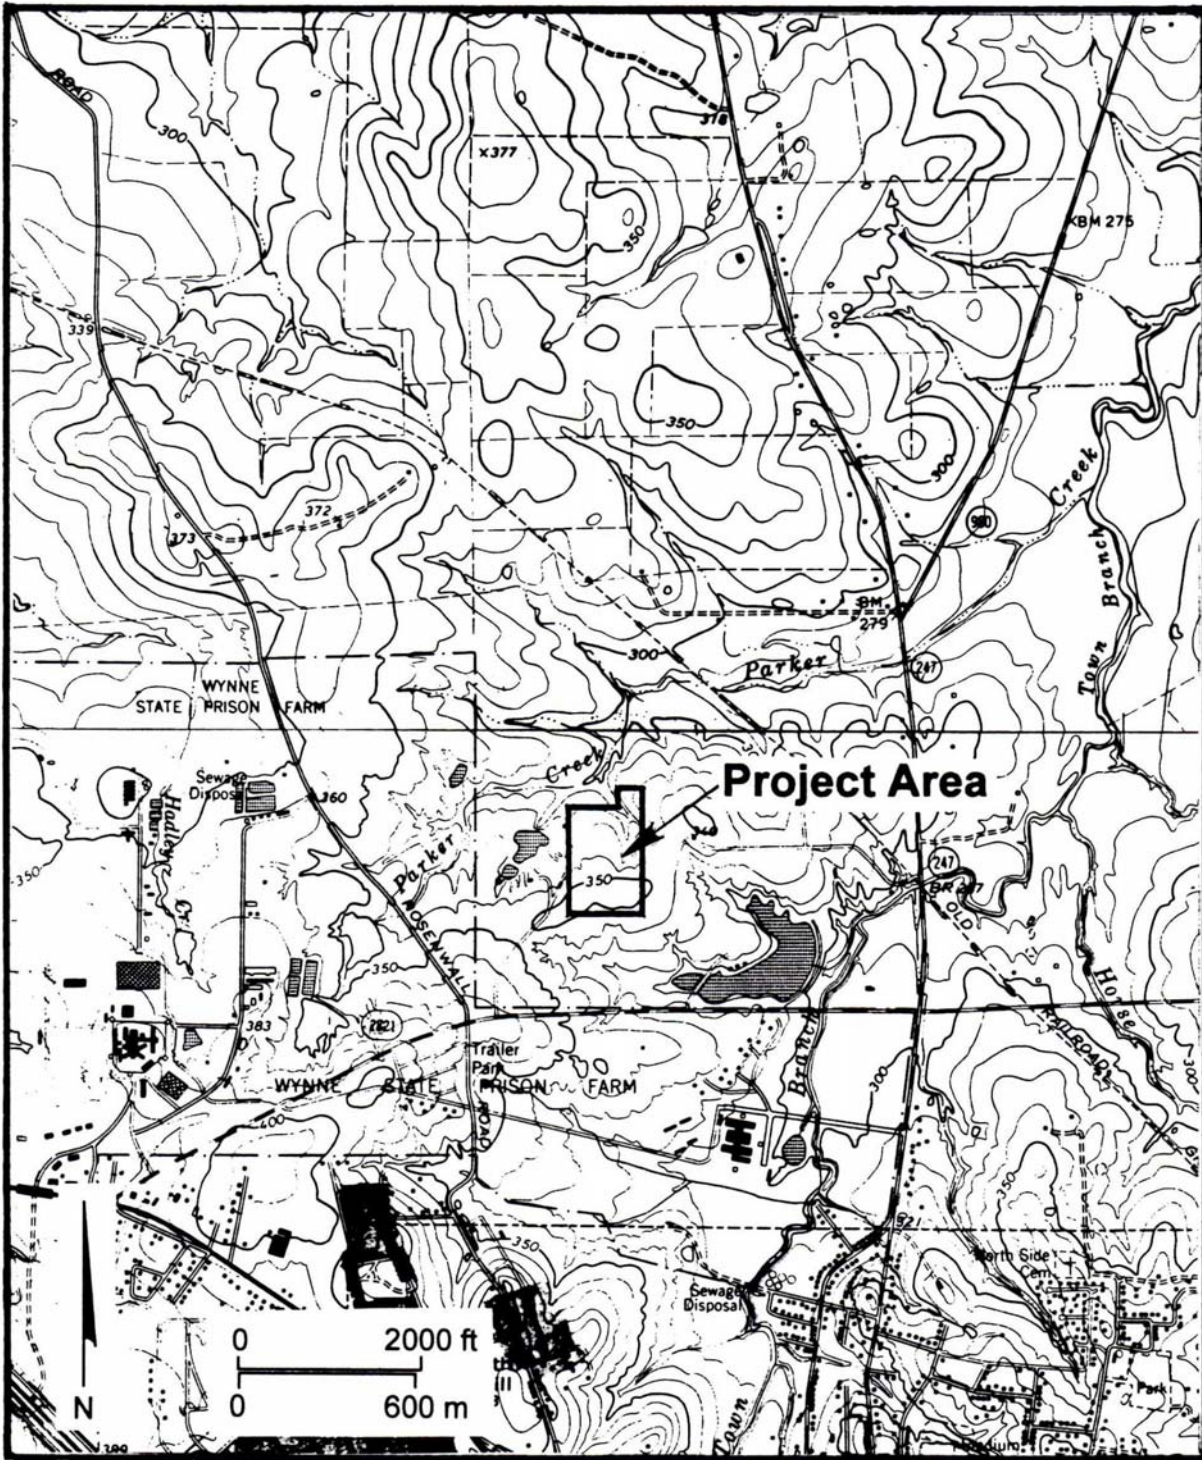 ROAD
300
318
×377
350
×BM 275
339
350
300
Creek
372
373
980
Town Branch
BM
279
300
Parker
247
WYNNE
STATE PRISON FARM
Creek
Project Area
Sewage
Disposal
360
Hadley
Cr
340
Parker
350
350
247
OLD
ROSENWALL
350
Horse
2821
383
RAILROAD
Trailer
Park
Branch
300
300
WYNNE STATE PRISON FARM
ROAD
400
350
350
North Side
Cem
Sewage
Disposal
0 2000 ft
0 600 m
N
Park
Town